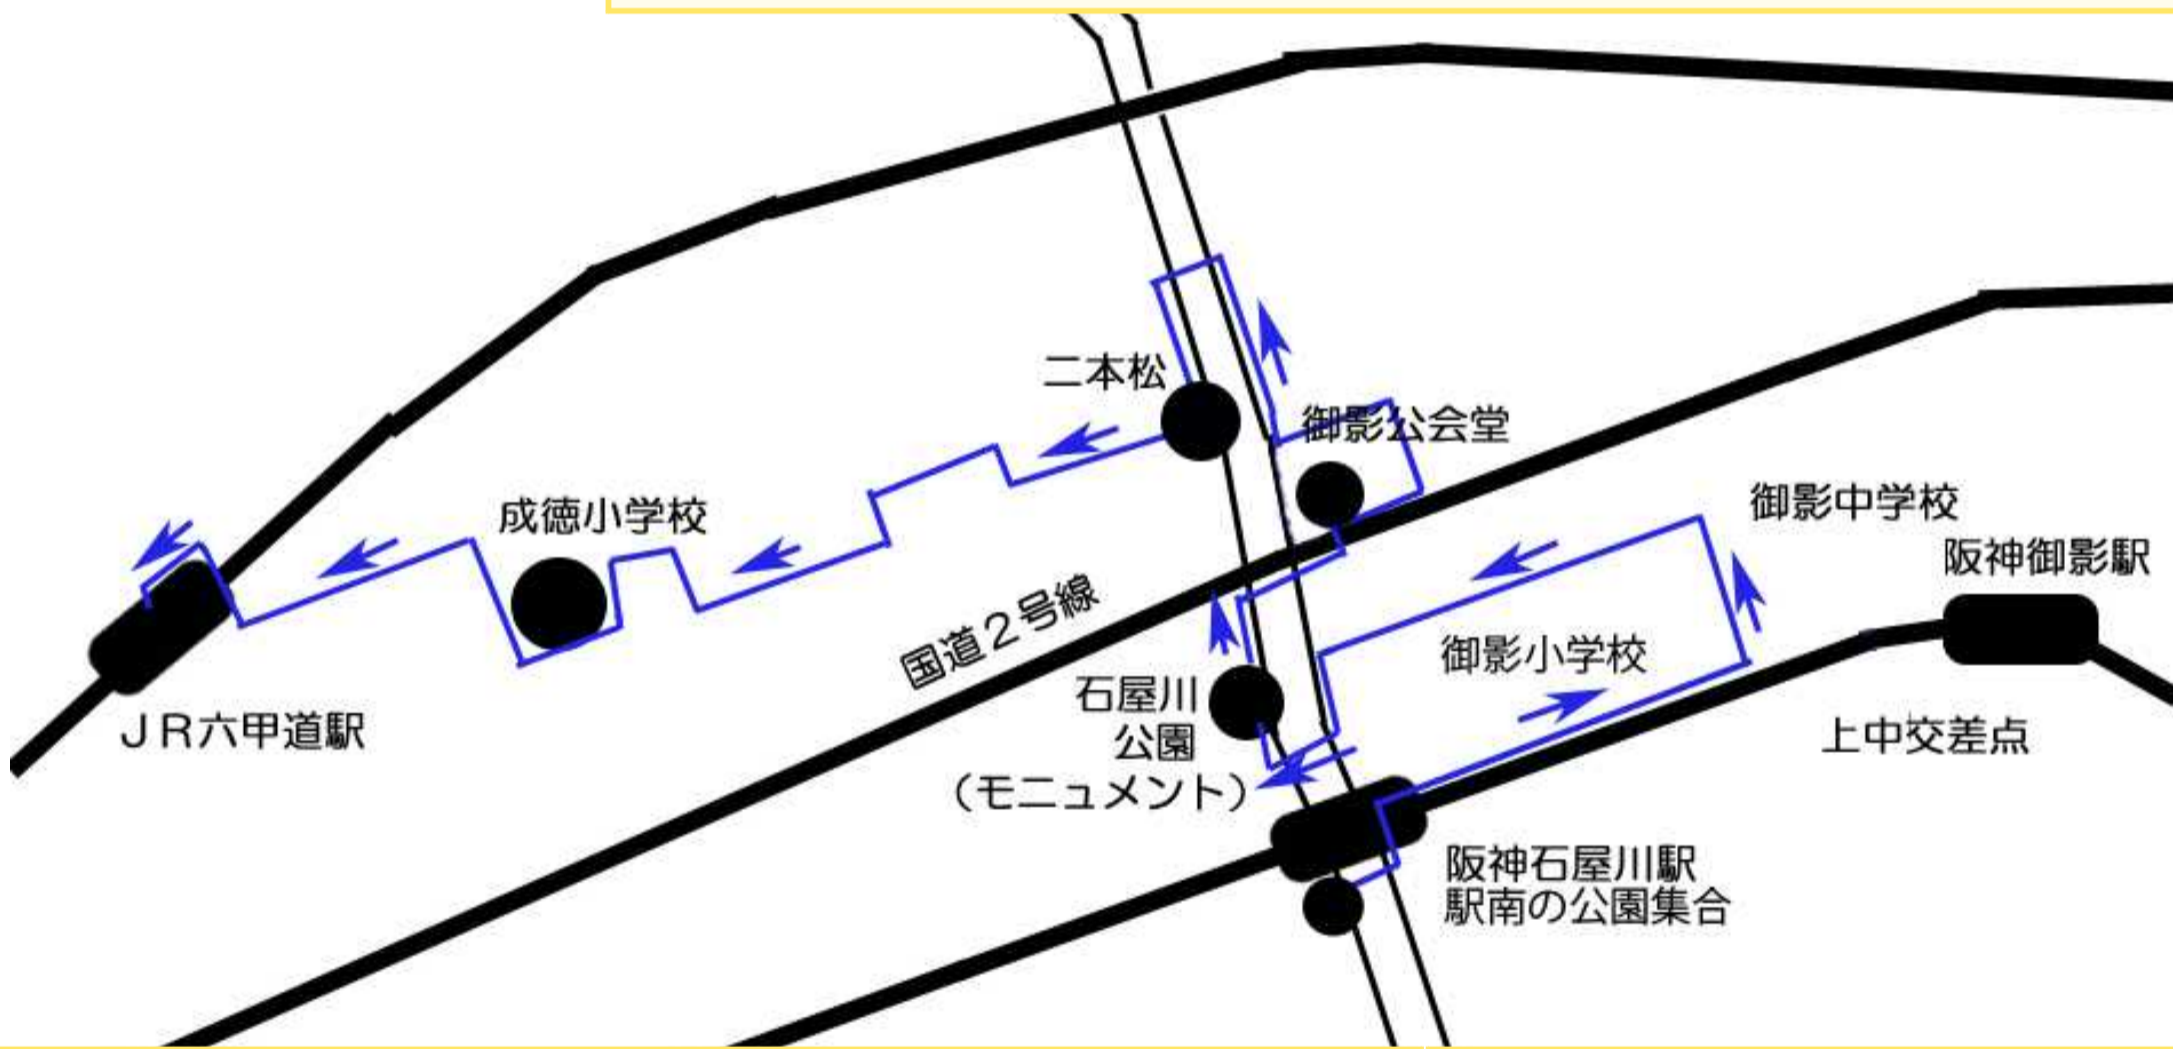 二本松
御影公会堂
成徳小学校
御影中学校
阪神御影駅
国道２号線
御影小学校
石屋川
公園
（モニュメント）
ＪＲ六甲道駅
上中交差点
阪神石屋川駅
駅南の公園集合